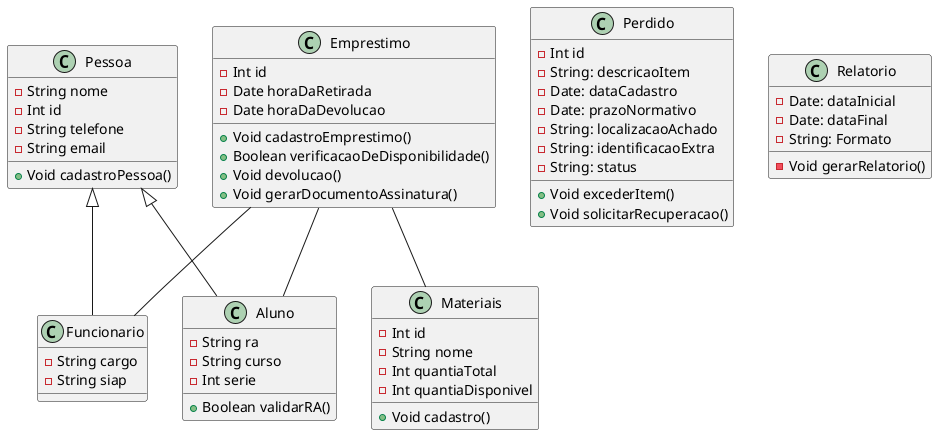 C Pessoa
String nome
Int id
String telefone
String email
Void cadastroPessoa()
C Emprestimo
Int id
Date horaDaRetirada
Date horaDaDevolucao
Void cadastroEmprestimo()
Boolean verificacaoDeDisponibilidade()
Void devolucao()
Void gerarDocumentoAssinatura()
C Perdido
Int id
String: descricaoItem
Date: dataCadastro
Date: prazoNormativo
String: localizacaoAchado
String: identificacaoExtra
String: status
Void excederItem()
Void solicitarRecuperacao()
C Relatorio
Date: dataInicial
Date: dataFinal
String: Formato
Void gerarRelatorio()
C Funcionario
String cargo
String siap
C Aluno
String ra
String curso
Int serie
Boolean validarRA()
C Materiais
Int id
String nome
Int quantiaTotal
Int quantiaDisponivel
Void cadastro()